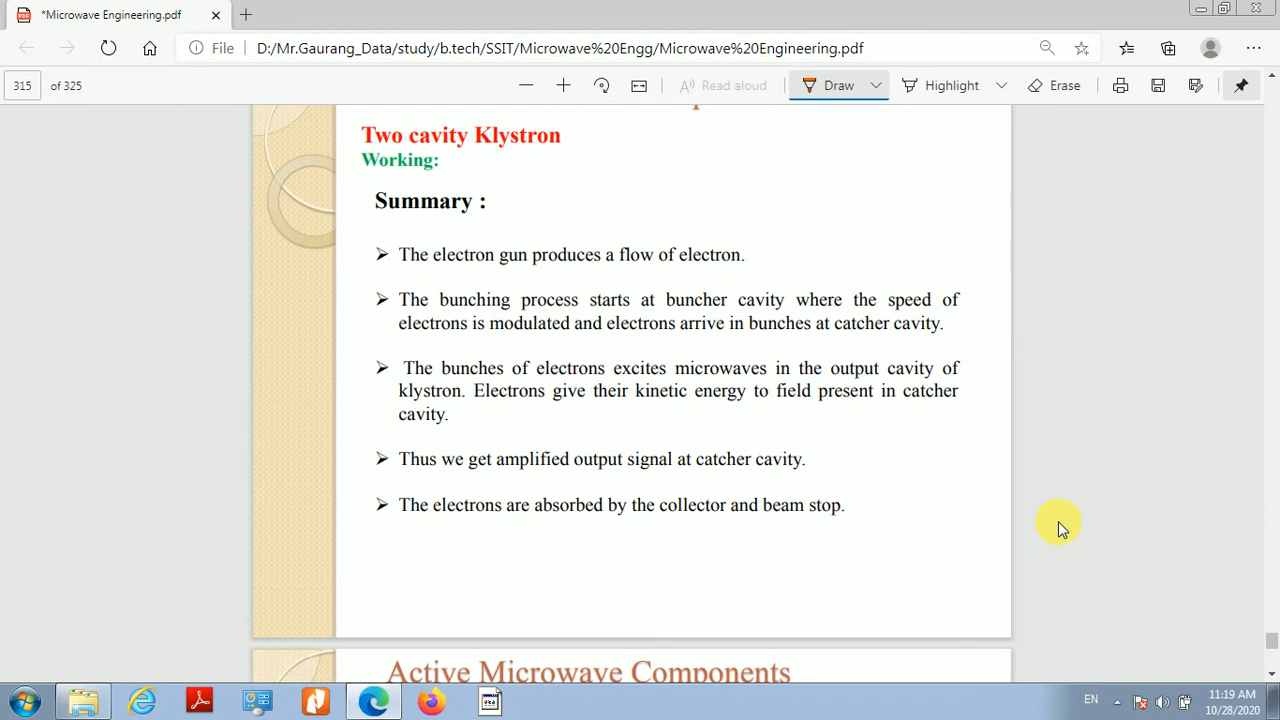 *Microwave Engineering.pdf
File
D:/Mr.Gaurang_Data/study/b.tech/SSIT/Microwave%20Engg/Microwave%20Engineering.pdf
315 of 325
Read aloud
Draw
Highlight
Erase
Two cavity Klystron
Working:
Summary :
➢ The electron gun produces a flow of electron.
➢ The bunching process starts at buncher cavity where the speed of
electrons is modulated and electrons arrive in bunches at catcher cavity.
➢ The bunches of electrons excites microwaves in the output cavity of
klystron. Electrons give their kinetic energy to field present in catcher
cavity.
➢ Thus we get amplified output signal at catcher cavity.
➢ The electrons are absorbed by the collector and beam stop.
Active Microwave Components
EN
11:19 AM
10/28/2020